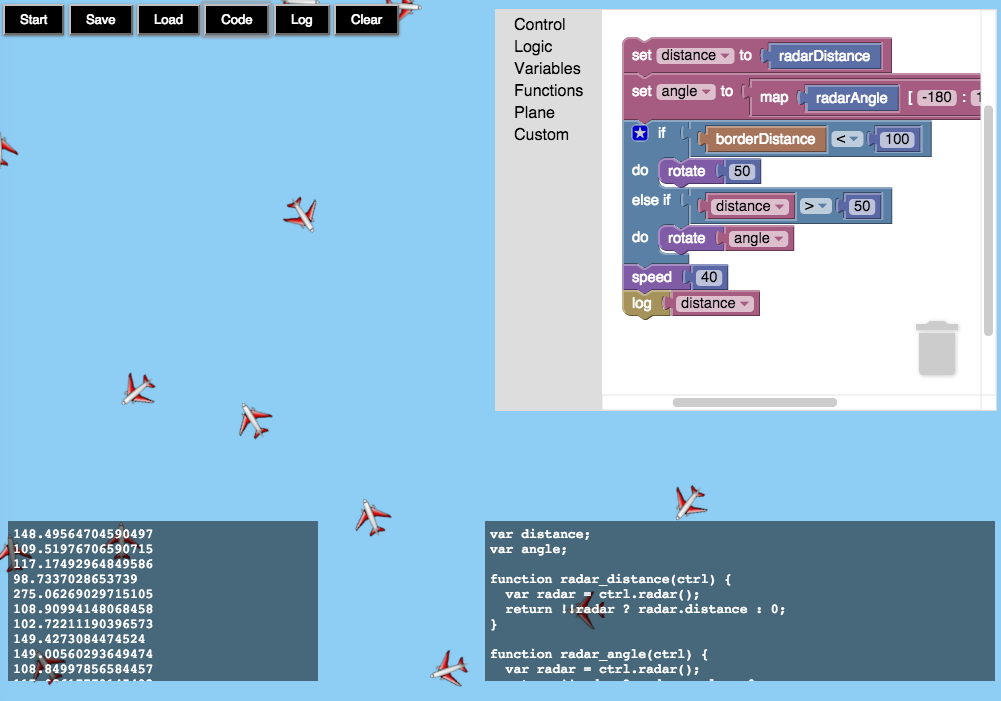 Start Save Load Code Log Clear
Control
Logic
Variables
Functions
Plane
Custom
set distance to radarDistance
set angle to map radarAngle [ -180 :
if borderDistance < 100
do rotate 50
else if distance > 50
do rotate angle
speed 40
log distance
148.49564704590497
109.51976706590715
117.17492964849586
98.7337028653739
275.06269029715105
108.90994148068458
102.72211190396573
149.4273084474524
149.00560293649474
108.84997856584457
var distance;
var angle;
function radar_distance(ctrl) {
var radar = ctrl.radar();
return !!radar ? radar.distance : 0;
}
function radar_angle(ctrl) {
var radar = ctrl.radar();